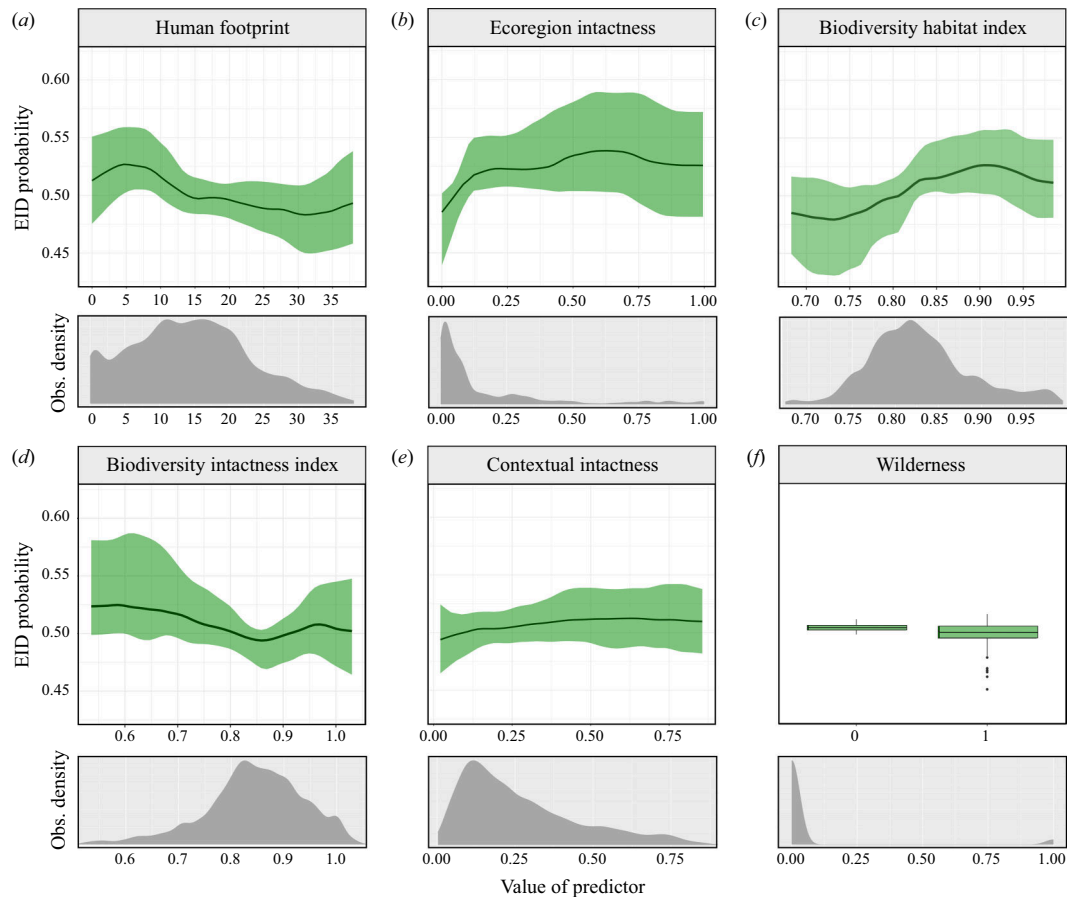 (a) (b) (c)
Human footprint Ecoregion intactness Biodiversity habitat index
EID probability
0.60
0.55
0.50
0.45
0 5 10 15 20 25 30 35 0.00 0.25 0.50 0.75 1.00 0.70 0.75 0.80 0.85 0.90 0.95
Obs. density
0 5 10 15 20 25 30 35 0.00 0.25 0.50 0.75 1.00 0.70 0.75 0.80 0.85 0.90 0.95
(d) (e) (f)
Biodiversity intactness index Contextual intactness Wilderness
EID probability
0.60
0.55
0.50
0.45
0.6 0.7 0.8 0.9 1.0 0.00 0.25 0.50 0.75 0 1
Obs. density
0.6 0.7 0.8 0.9 1.0 0.00 0.25 0.50 0.75 0.00 0.25 0.50 0.75 1.00
Value of predictor